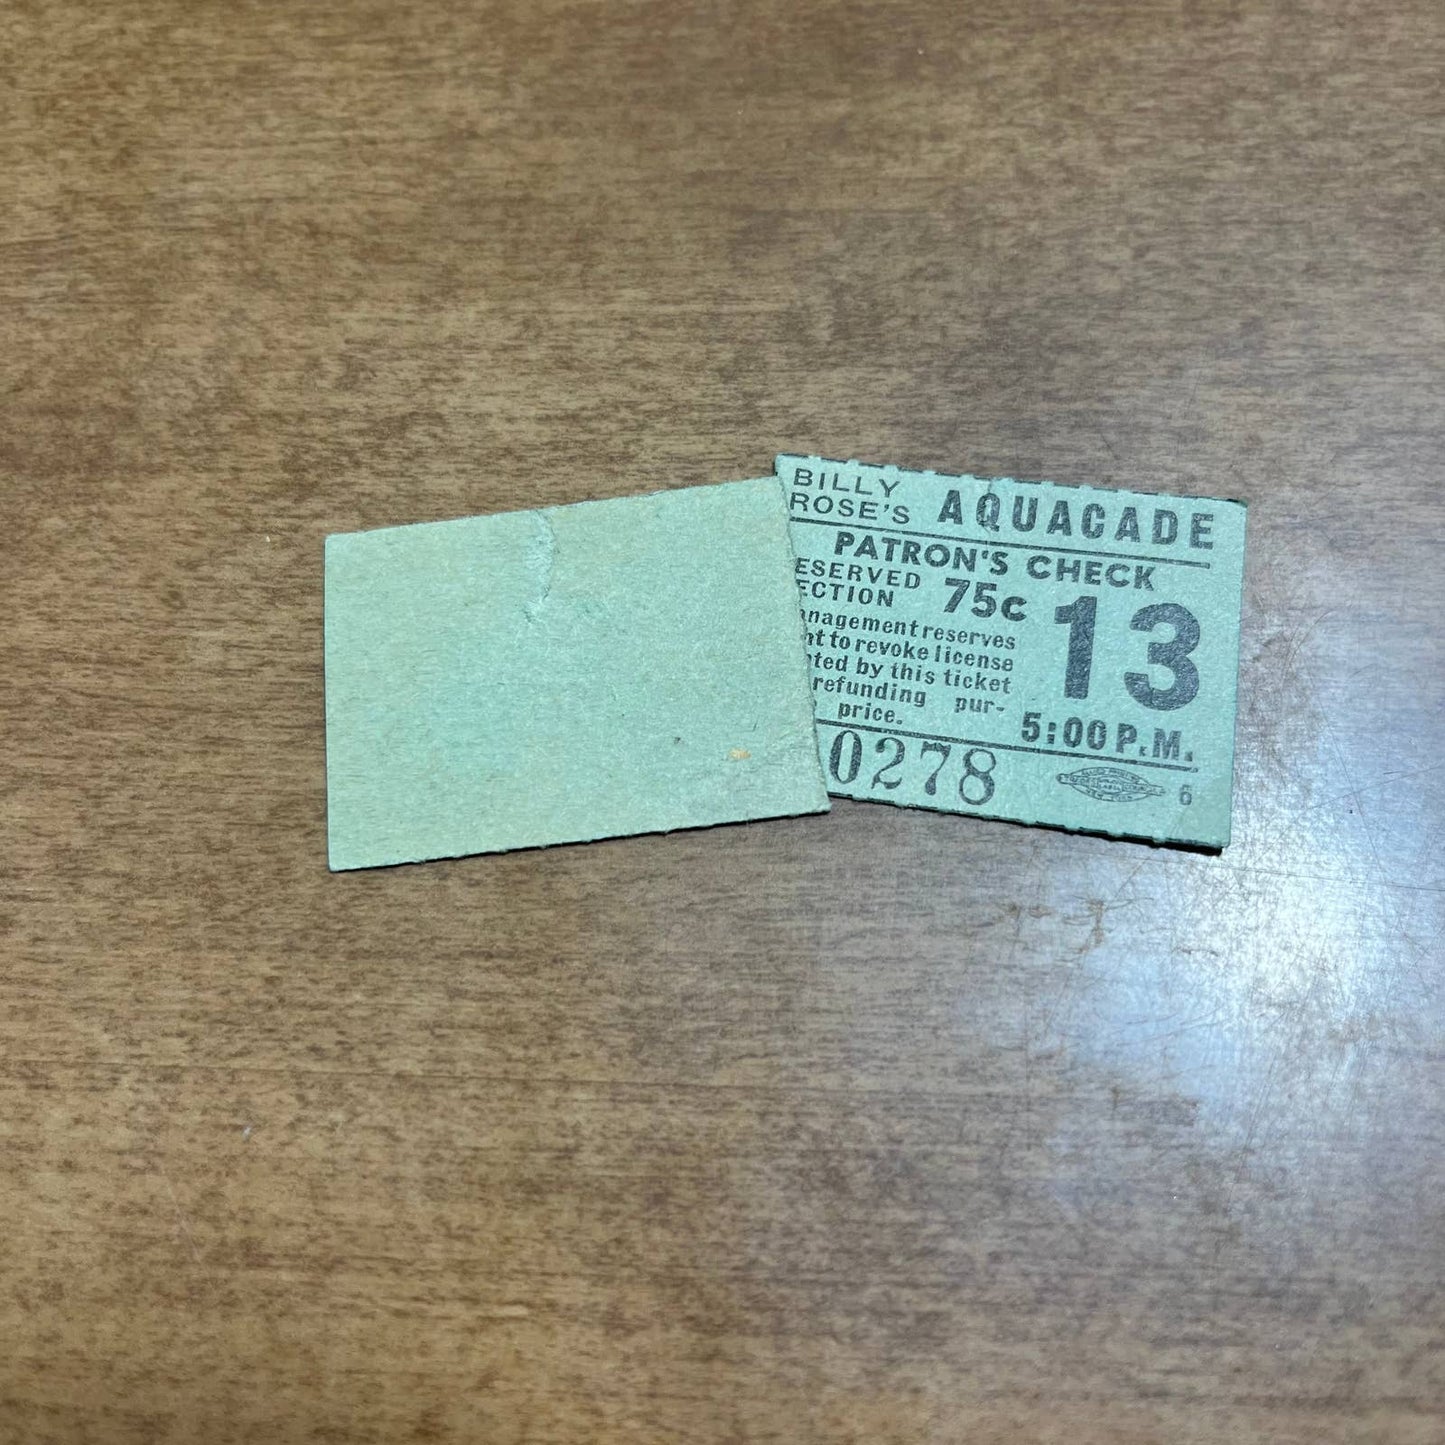 BILLY
ROSE'S AQUACADE
PATRON'S CHECK
ESERVED
ECTION 75c
13
anagement reserves
ht to revoke license
nted by this ticket
refunding pur-
price.
5:00 P.M.
0278
6